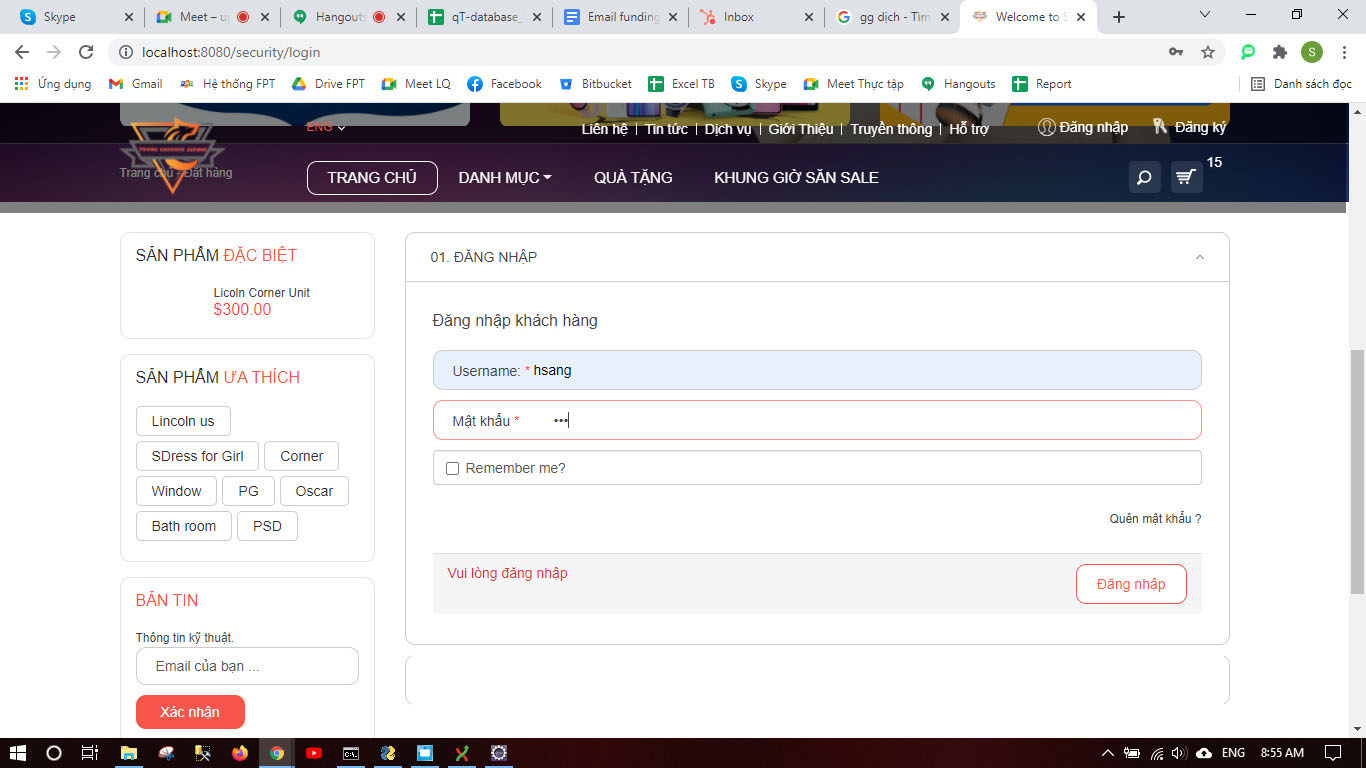 Skype
Meet – up
Hangouts
qT-database_
Email funding
Inbox
gg dịch - Tìm
Welcome to S
localhost:8080/security/login
S
Ứng dụng
Gmail
Hệ thống FPT
Drive FPT
Meet LQ
Facebook
Bitbucket
Excel TB
Skype
Meet Thực tập
Hangouts
Report
Danh sách đọc
ENG
Liên hệ | Tin tức | Dịch vụ | Giới Thiệu | Truyền thông | Hỗ trợ
Đăng nhập
Đăng ký
Trang chủ - Đặt hàng
TRANG CHỦ
DANH MỤC
QUÀ TẶNG
KHUNG GIỜ SĂN SALE
15
SẢN PHẨM ĐẶC BIỆT
Licoln Corner Unit
$300.00
SẢN PHẨM ƯA THÍCH
Lincoln us
SDress for Girl
Corner
Window
PG
Oscar
Bath room
PSD
BẢN TIN
Thông tin kỹ thuật.
Email của bạn ...
Xác nhận
01. ĐĂNG NHẬP
Đăng nhập khách hàng
Username: * hsang
Mật khẩu * •••
Remember me?
Quên mật khẩu ?
Vui lòng đăng nhập
Đăng nhập
ENG
8:55 AM